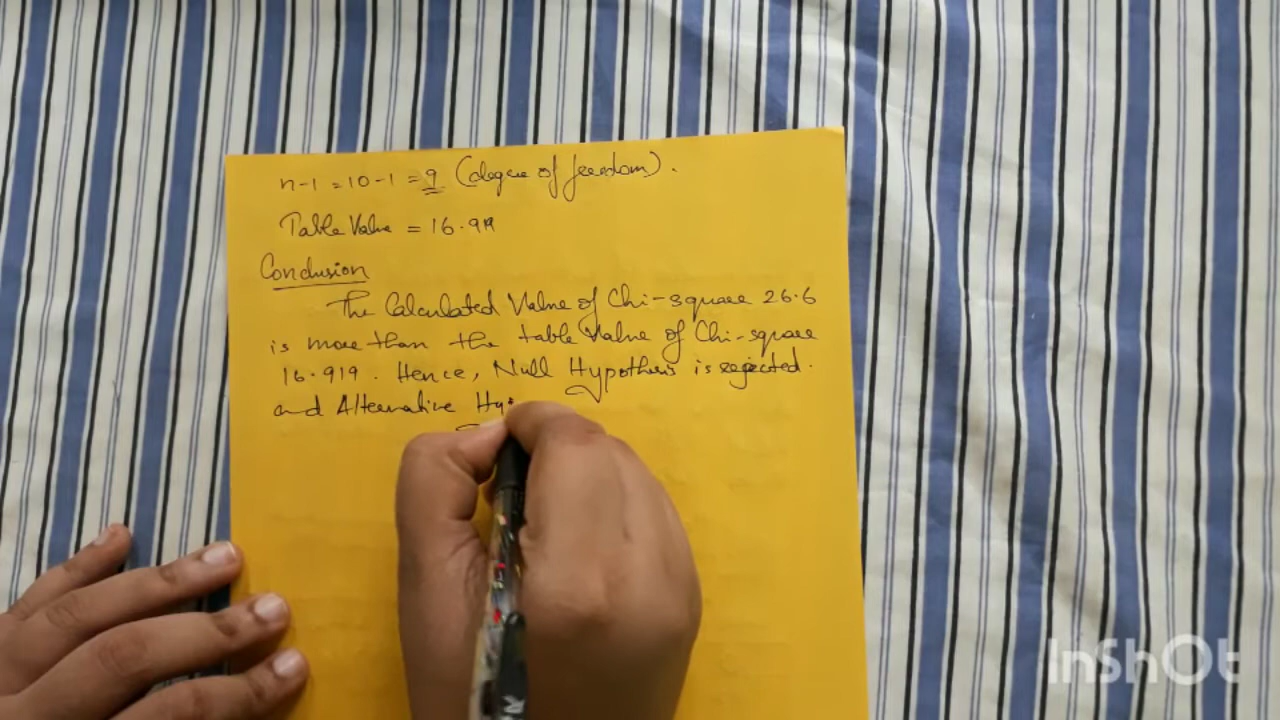 n-1 = 10-1 = 9 (degree of freedom).
Table Value = 16.919
Conclusion
The Calculated Value of Chi-square 26.6
is more than the table Value of Chi-square
16.919. Hence, Null Hypothesis is rejected.
and Alternative Hy
InShOt